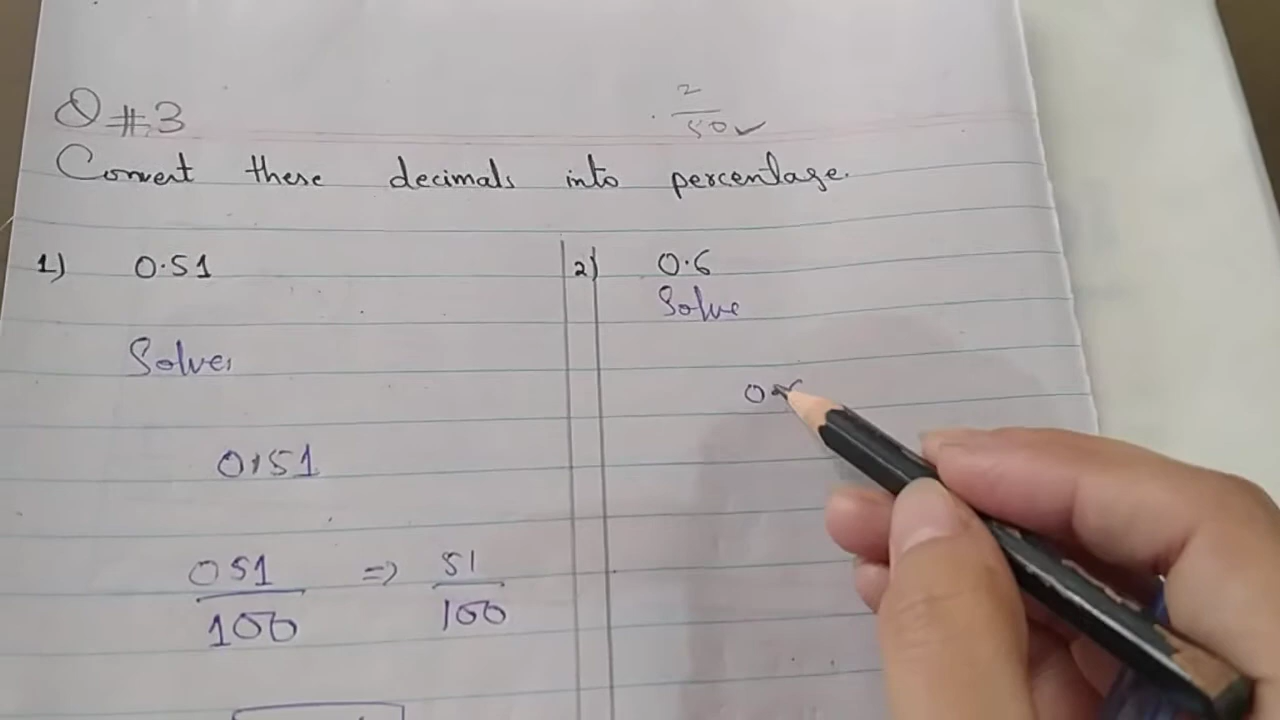 Q#3
2
50
Convert these decimals into percentage.
1) 0.51
Solve
0.51
051
100
=> 51
100
2) 0.6
Solve
0